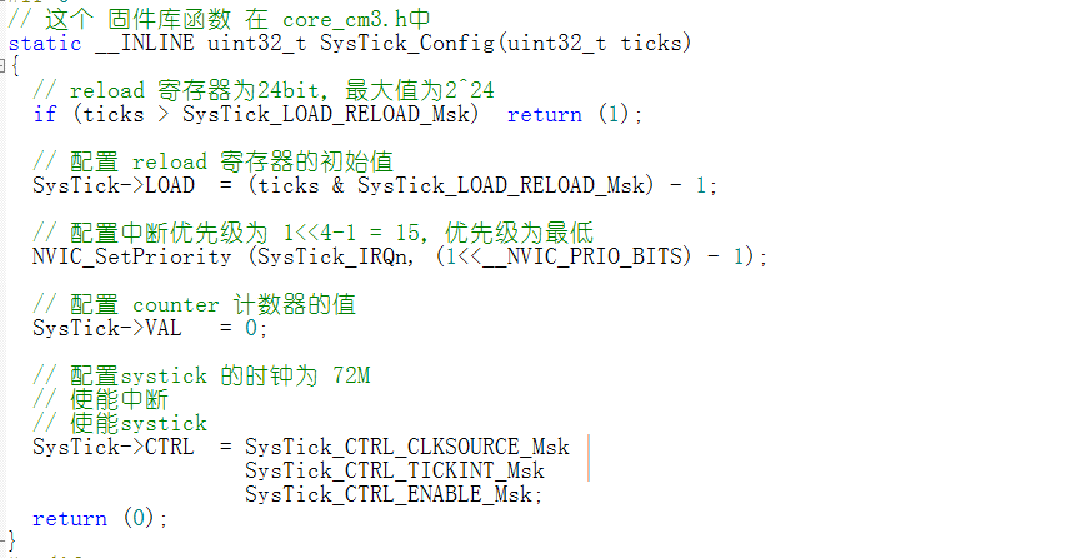 // 这个 固件库函数 在 core_cm3.h中
static __INLINE uint32_t SysTick_Config(uint32_t ticks)
{
// reload 寄存器为24bit, 最大值为2^24
if (ticks > SysTick_LOAD_RELOAD_Msk) return (1);
// 配置 reload 寄存器的初始值
SysTick->LOAD = (ticks & SysTick_LOAD_RELOAD_Msk) - 1;
// 配置中断优先级为 1<<4-1 = 15, 优先级为最低
NVIC_SetPriority (SysTick_IRQn, (1<<__NVIC_PRIO_BITS) - 1);
// 配置 counter 计数器的值
SysTick->VAL = 0;
// 配置systick 的时钟为 72M
// 使能中断
// 使能systick
SysTick->CTRL = SysTick_CTRL_CLKSOURCE_Msk |
SysTick_CTRL_TICKINT_Msk |
SysTick_CTRL_ENABLE_Msk;
return (0);
}